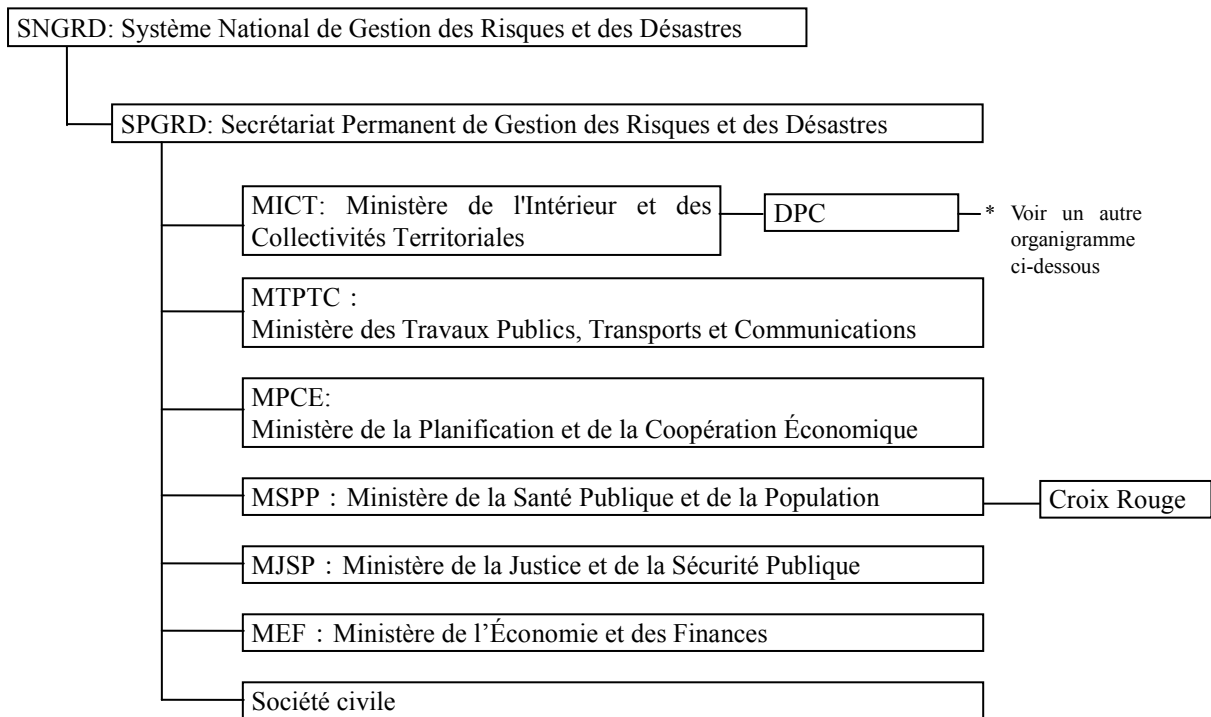 SNGRD: Système National de Gestion des Risques et des Désastres
SPGRD: Secrétariat Permanent de Gestion des Risques et des Désastres
MICT: Ministère de l'Intérieur et des
Collectivités Territoriales
DPC
* Voir un autre
organigramme
ci-dessous
MTPTC :
Ministère des Travaux Publics, Transports et Communications
MPCE:
Ministère de la Planification et de la Coopération Économique
MSPP : Ministère de la Santé Publique et de la Population
Croix Rouge
MJSP : Ministère de la Justice et de la Sécurité Publique
MEF : Ministère de l’Économie et des Finances
Société civile